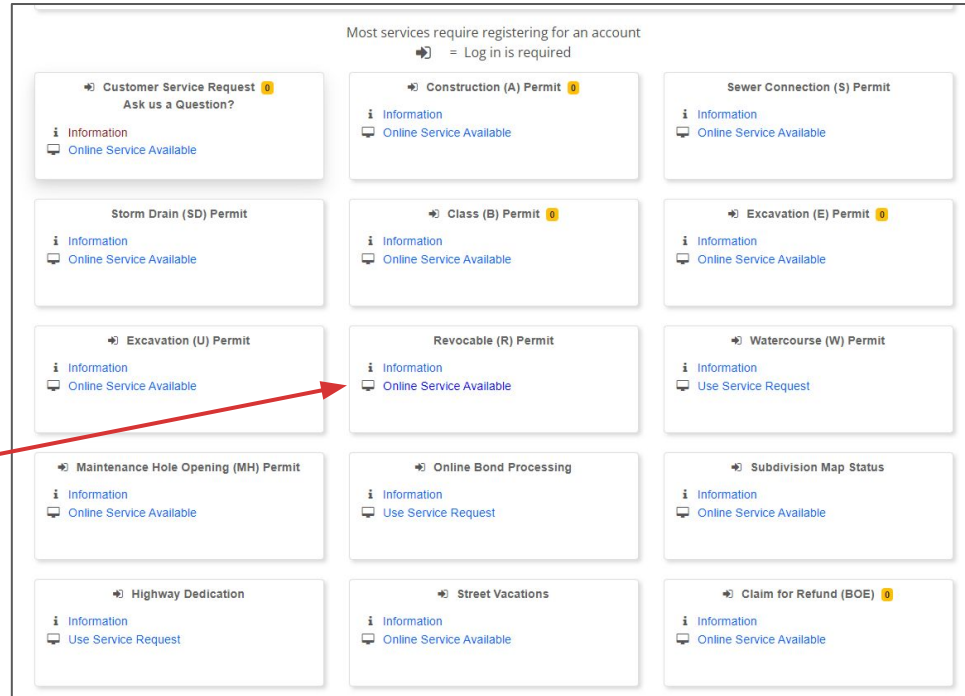 Most services require registering for an account
= Log in is required
Customer Service Request 0
Ask us a Question?
Information
Online Service Available
Construction (A) Permit 0
Information
Online Service Available
Sewer Connection (S) Permit
Information
Online Service Available
Storm Drain (SD) Permit
Information
Online Service Available
Class (B) Permit 0
Information
Online Service Available
Excavation (E) Permit 0
Information
Online Service Available
Excavation (U) Permit
Information
Online Service Available
Revocable (R) Permit
Information
Online Service Available
Watercourse (W) Permit
Information
Use Service Request
Maintenance Hole Opening (MH) Permit
Information
Online Service Available
Online Bond Processing
Information
Use Service Request
Subdivision Map Status
Information
Online Service Available
Highway Dedication
Information
Use Service Request
Street Vacations
Information
Online Service Available
Claim for Refund (BOE) 0
Information
Online Service Available